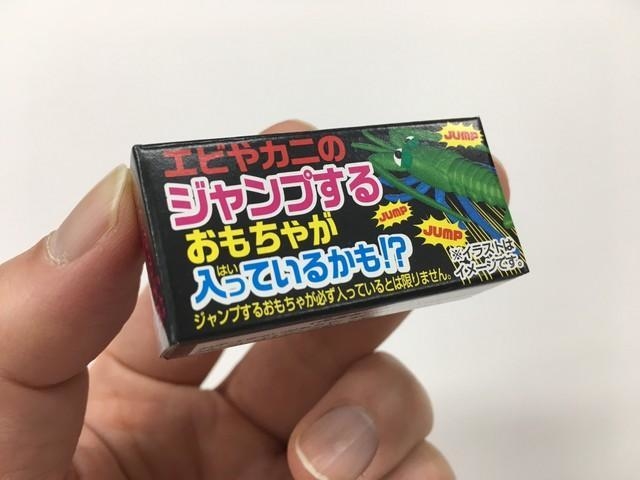 エビやカニの
ジャンプする
おもちゃが
入っているかも!?
はい
ジャンプするおもちゃが必ず入っているとは限りません。
JUMP
JUMP
JUMP
※イラストは
イメージです。